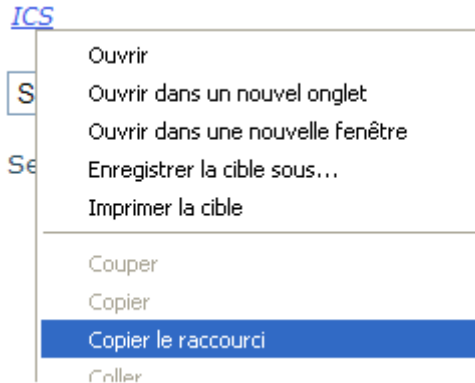 ICS
Ouvrir
S
Ouvrir dans un nouvel onglet
Ouvrir dans une nouvelle fenêtre
Se
Enregistrer la cible sous...
Imprimer la cible
Couper
Copier
Copier le raccourci
Coller